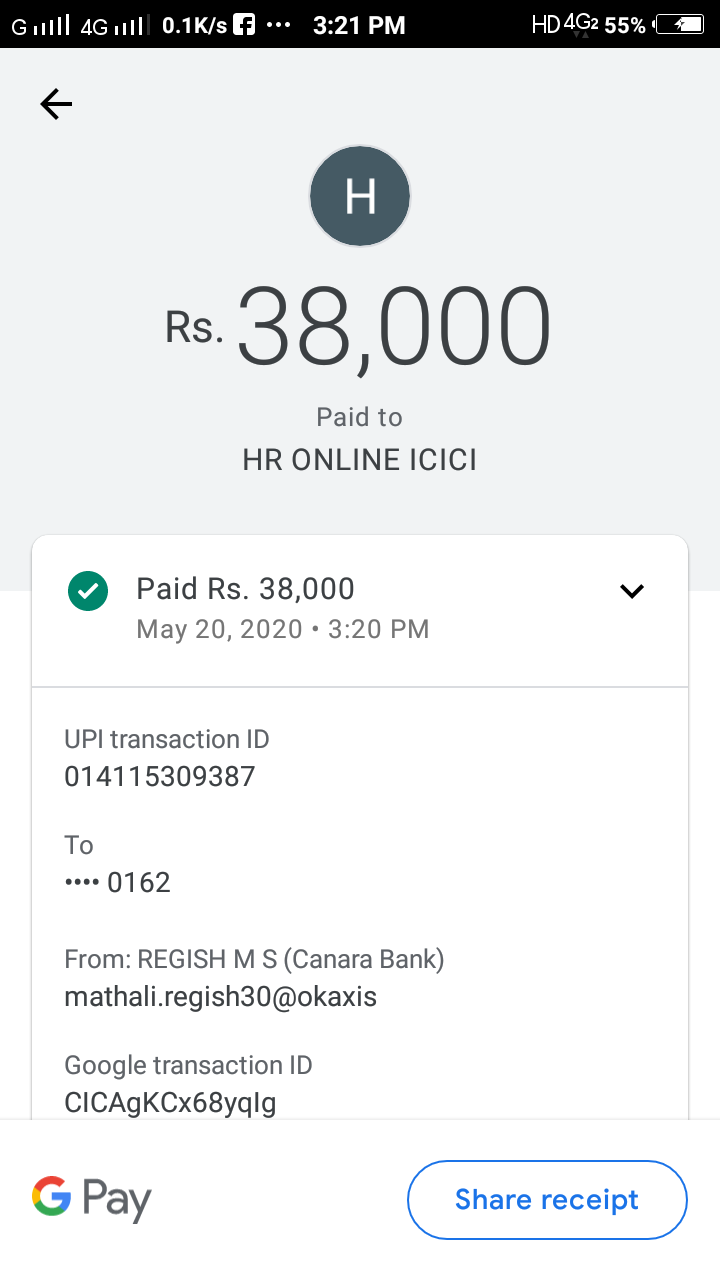 G 4G 0.1K/s ••• 3:21 PM HD 4G2 55%
H
Rs. 38,000
Paid to
HR ONLINE ICICI
Paid Rs. 38,000
May 20, 2020 • 3:20 PM
UPI transaction ID
014115309387
To
•••• 0162
From: REGISH M S (Canara Bank)
mathali.regish30@okaxis
Google transaction ID
CICAgKCx68yqIg
G Pay
Share receipt